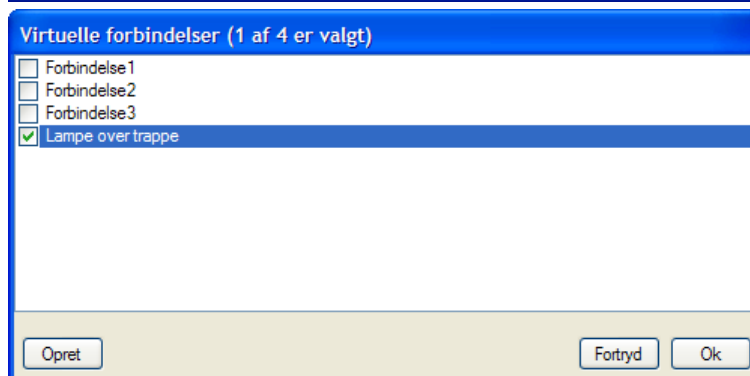 Virtuelle forbindelser (1 af 4 er valgt)
Forbindelse1
Forbindelse2
Forbindelse3
Lampe over trappe
Opret Fortryd Ok